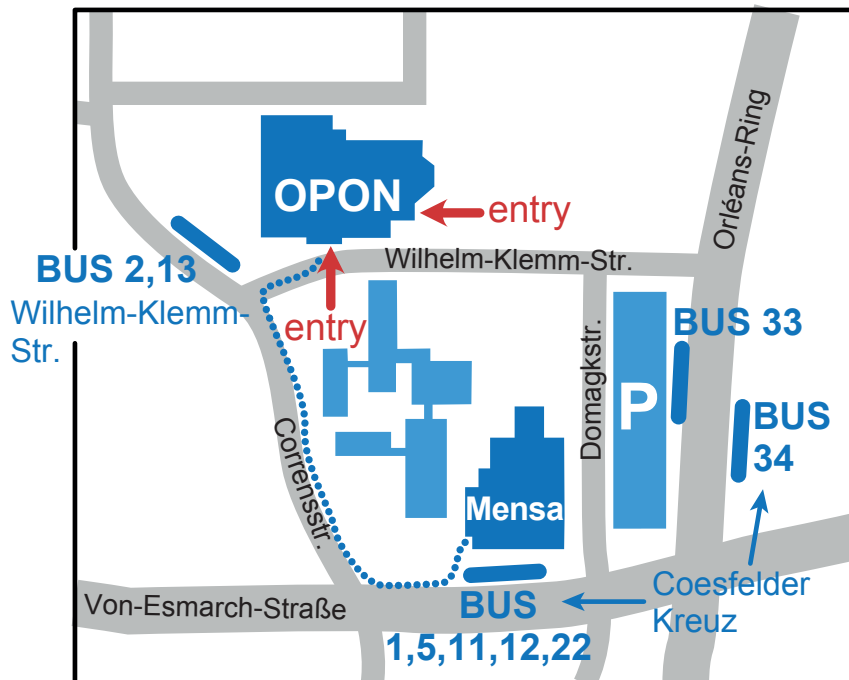 Orléans-Ring
OPON
entry
Wilhelm-Klemm-Str.
BUS 2,13
Wilhelm-Klemm-
Str.
entry
BUS 33
P
Domagkstr.
BUS
34
Corrensstr.
Mensa
Von-Esmarch-Straße
BUS
1,5,11,12,22
Coesfelder
Kreuz